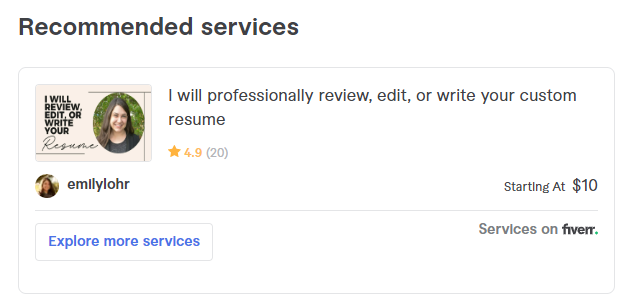 Recommended services
I WILL
REVIEW,
EDIT, OR
WRITE
YOUR
Resume
I will professionally review, edit, or write your custom
resume
4.9 (20)
emilylohr
Starting At $10
Services on fiverr.
Explore more services